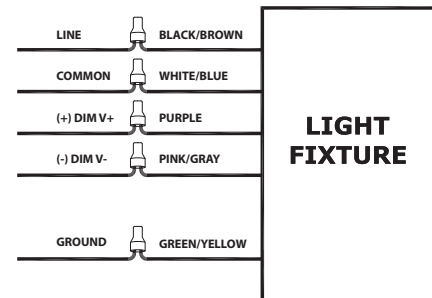 LINE BLACK/BROWN
COMMON WHITE/BLUE
(+) DIM V+ PURPLE
(-) DIM V- PINK/GRAY
GROUND GREEN/YELLOW
LIGHT
FIXTURE